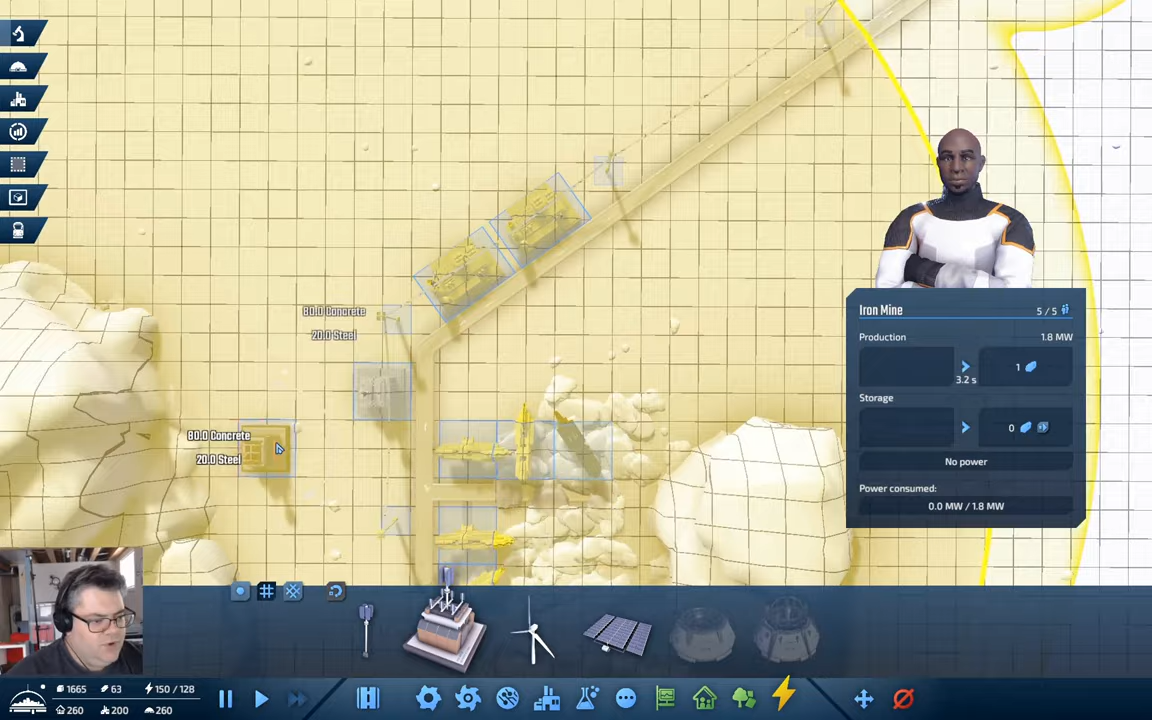 80.0 Concrete
20.0 Steel
80.0 Concrete
20.0 Steel
Iron Mine 5 / 5
Production 1.8 MW
1
3.2 s
Storage
0
No power
Power consumed:
0.0 MW / 1.8 MW
1665 63 150 / 128
260 200 260